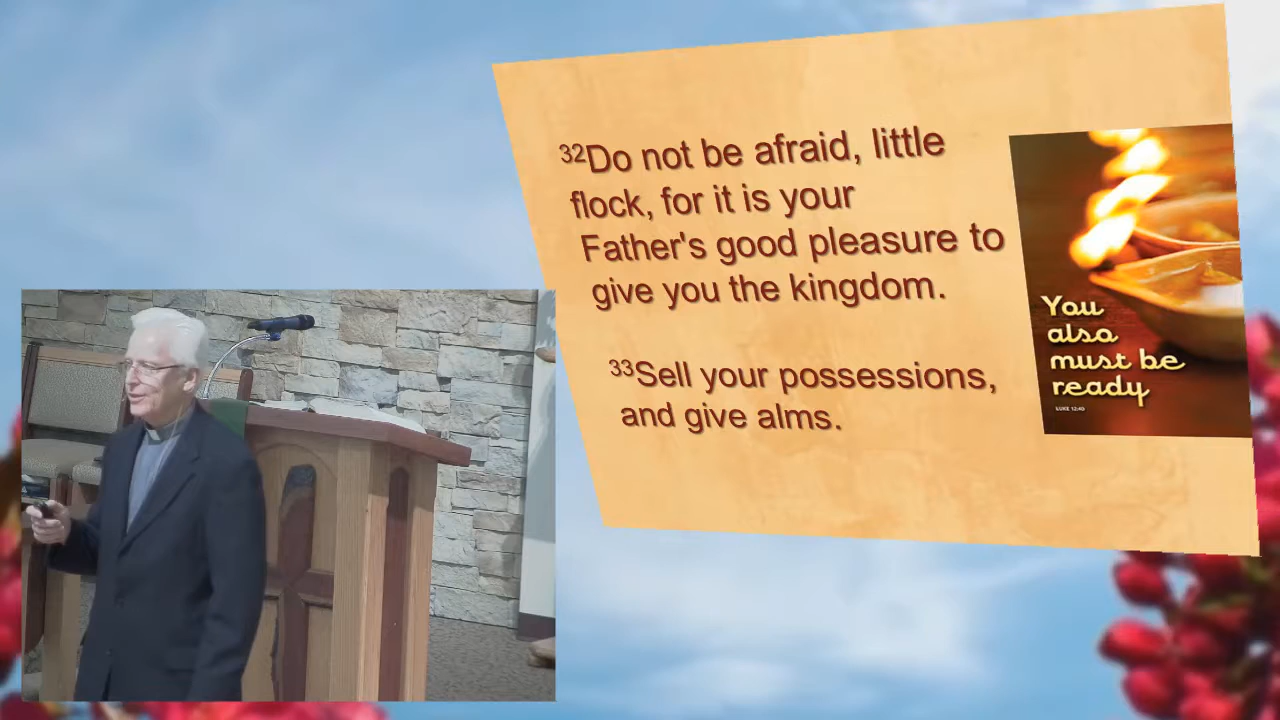 32Do not be afraid, little
flock, for it is your
Father's good pleasure to
give you the kingdom.
33Sell your possessions,
and give alms.
You
also
must be
ready
LUKE 12:40